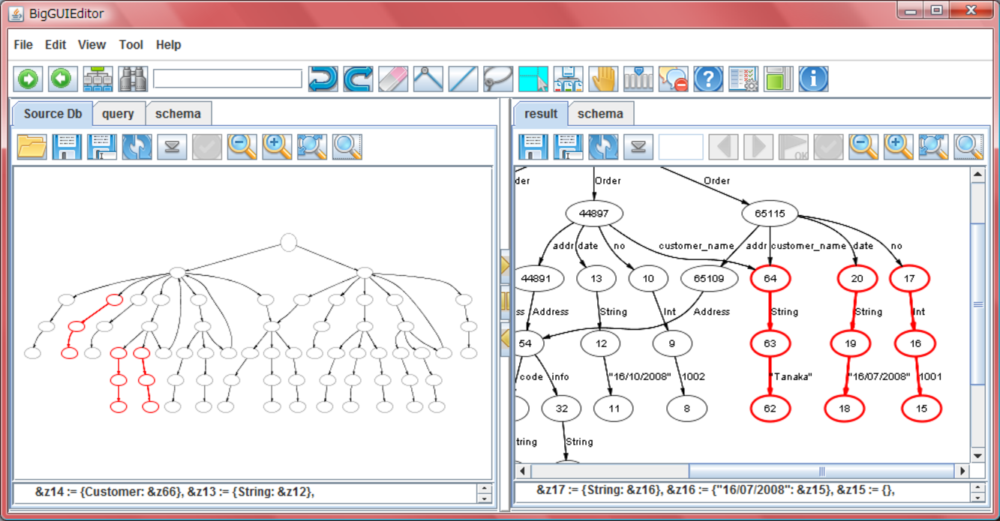 BigGUIEditor
File Edit View Tool Help
Source Db query schema
&z14 := {Customer: &z66}, &z13 := {String: &z12},
result schema
OK
der Order Order
44897 65115
addr date no customer_name addr customer_name date no
44891 13 10 65109 64 20 17
ss Address String Int Address String String Int
54 12 9 63 19 16
code info "16/10/2008" 1002 "Tanaka" "16/07/2008" 1001
32 11 8 62 18 15
tring String
&z17 := {String: &z16}, &z16 := {"16/07/2008": &z15}, &z15 := {},